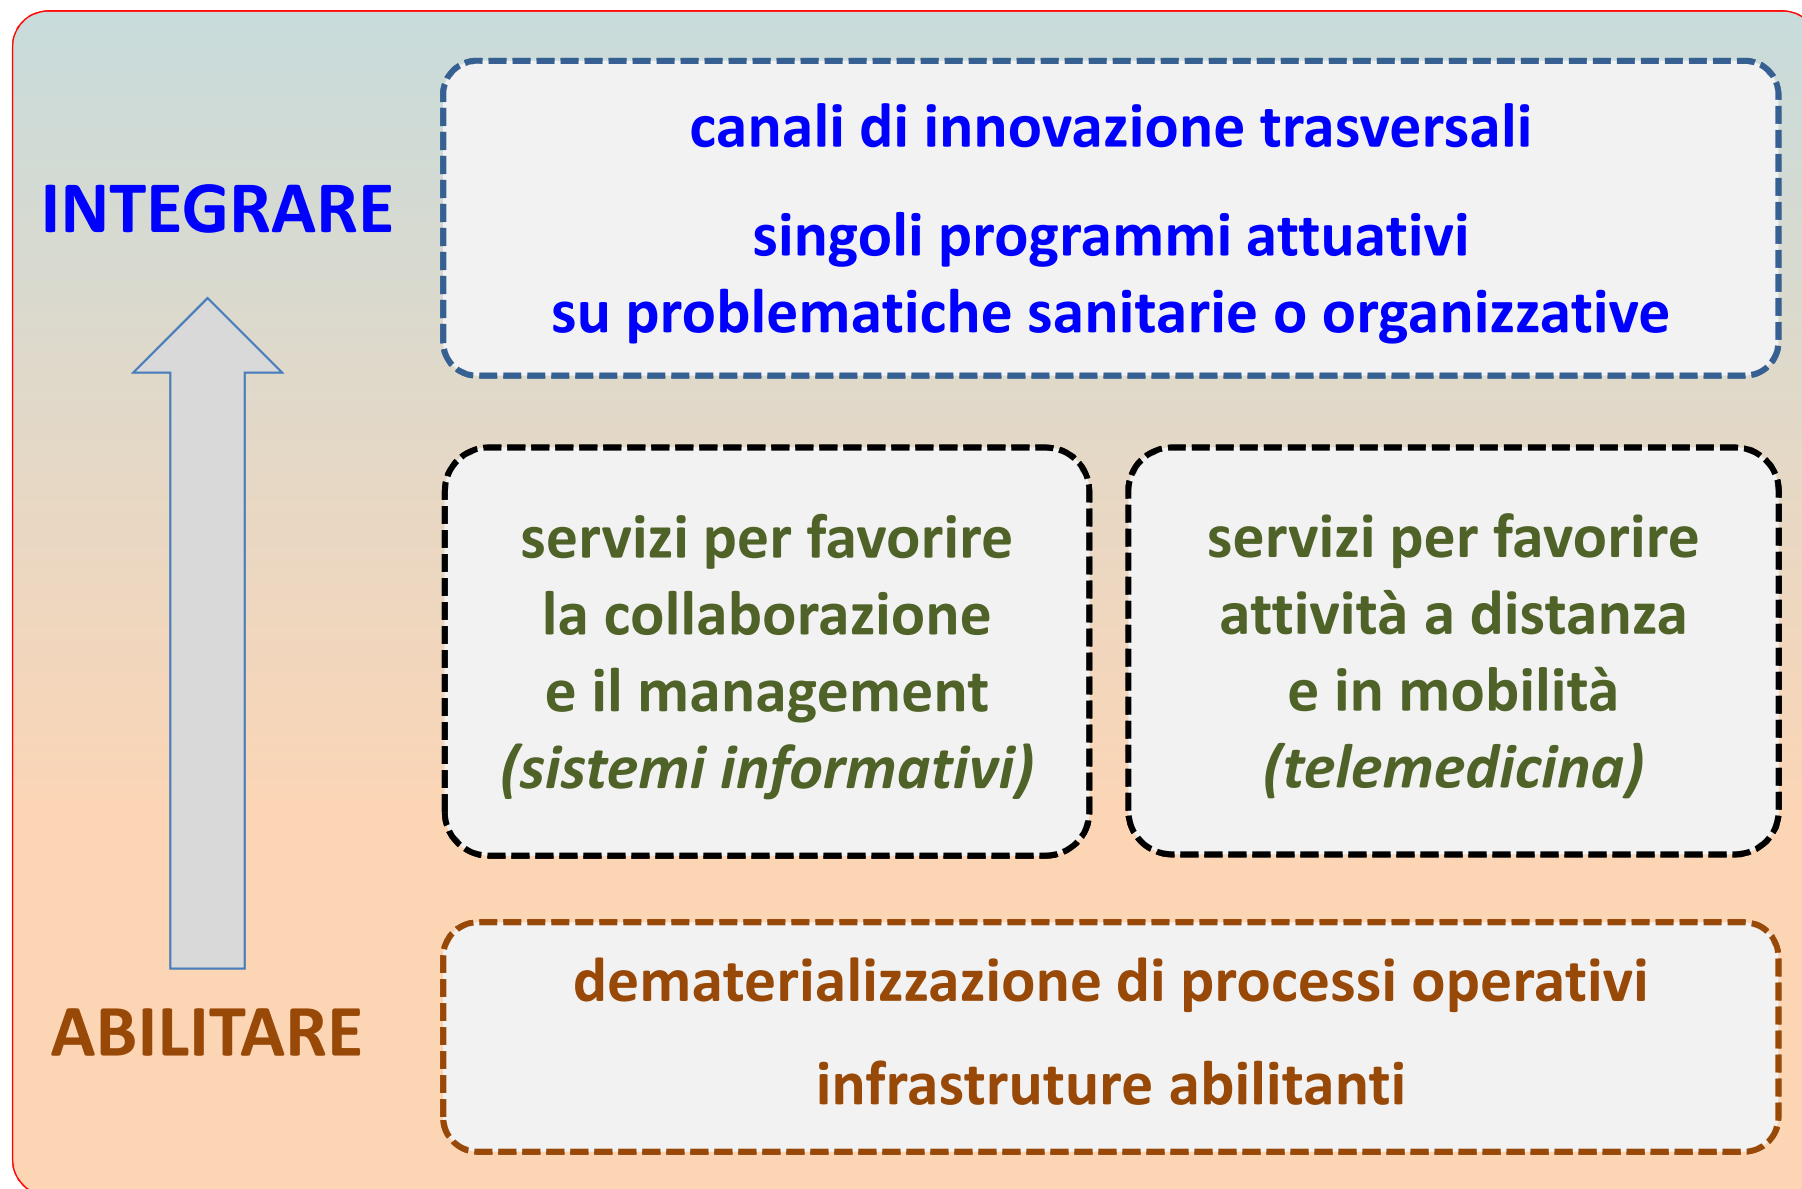 INTEGRARE
canali di innovazione trasversali
singoli programmi attuativi
su problematiche sanitarie o organizzative
servizi per favorire
la collaborazione
e il management
(sistemi informativi)
servizi per favorire
attività a distanza
e in mobilità
(telemedicina)
ABILITARE
dematerializzazione di processi operativi
infrastruture abilitanti